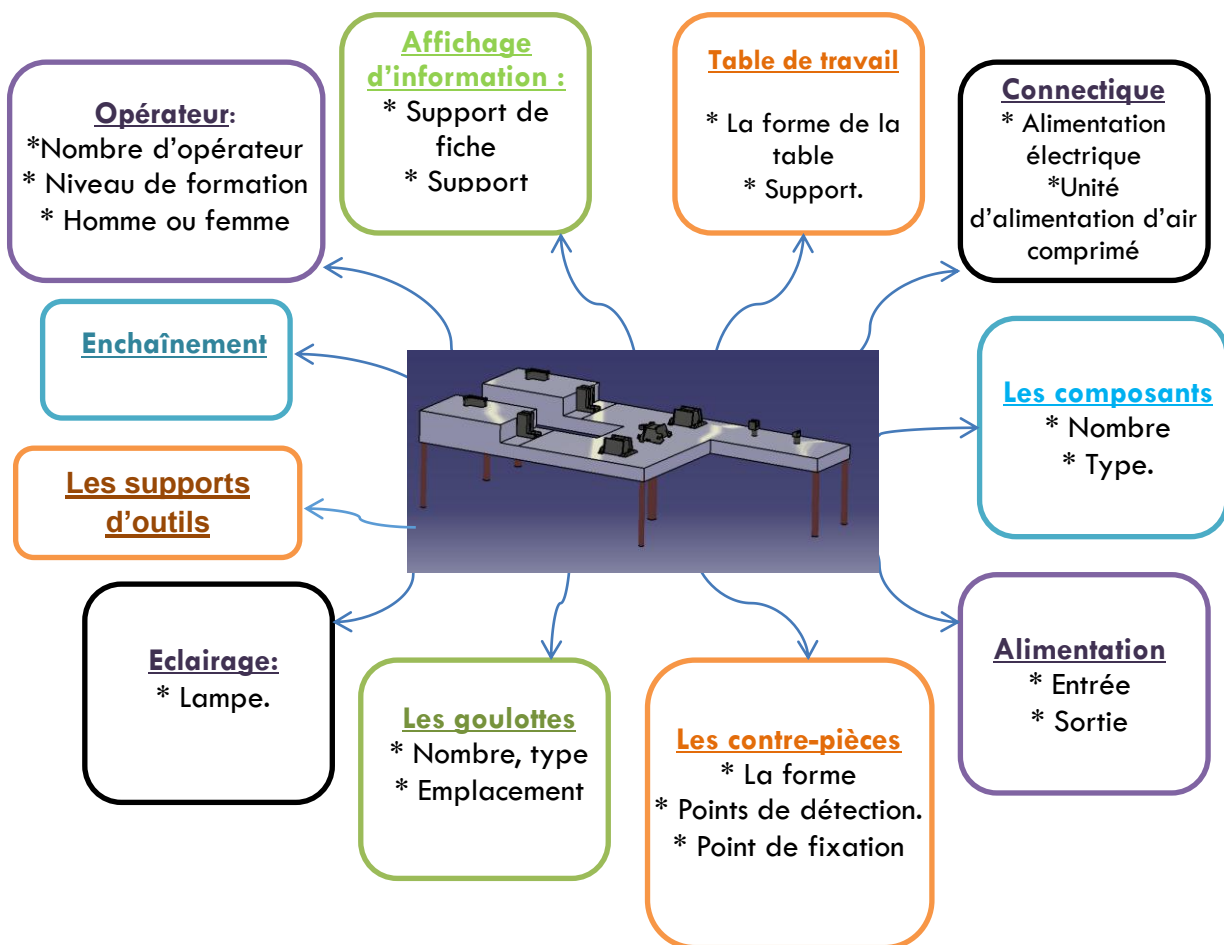 Opérateur:
*Nombre d'opérateur
* Niveau de formation
* Homme ou femme
Affichage
d'information :
* Support de
fiche
* Support
Table de travail
* La forme de la
table
* Support.
Connectique
* Alimentation
électrique
*Unité
d'alimentation d'air
comprimé
Enchaînement
Les composants
* Nombre
* Type.
Les supports
d'outils
Eclairage:
* Lampe.
Les goulottes
* Nombre, type
* Emplacement
Les contre-pièces
* La forme
* Points de détection.
* Point de fixation
Alimentation
* Entrée
* Sortie